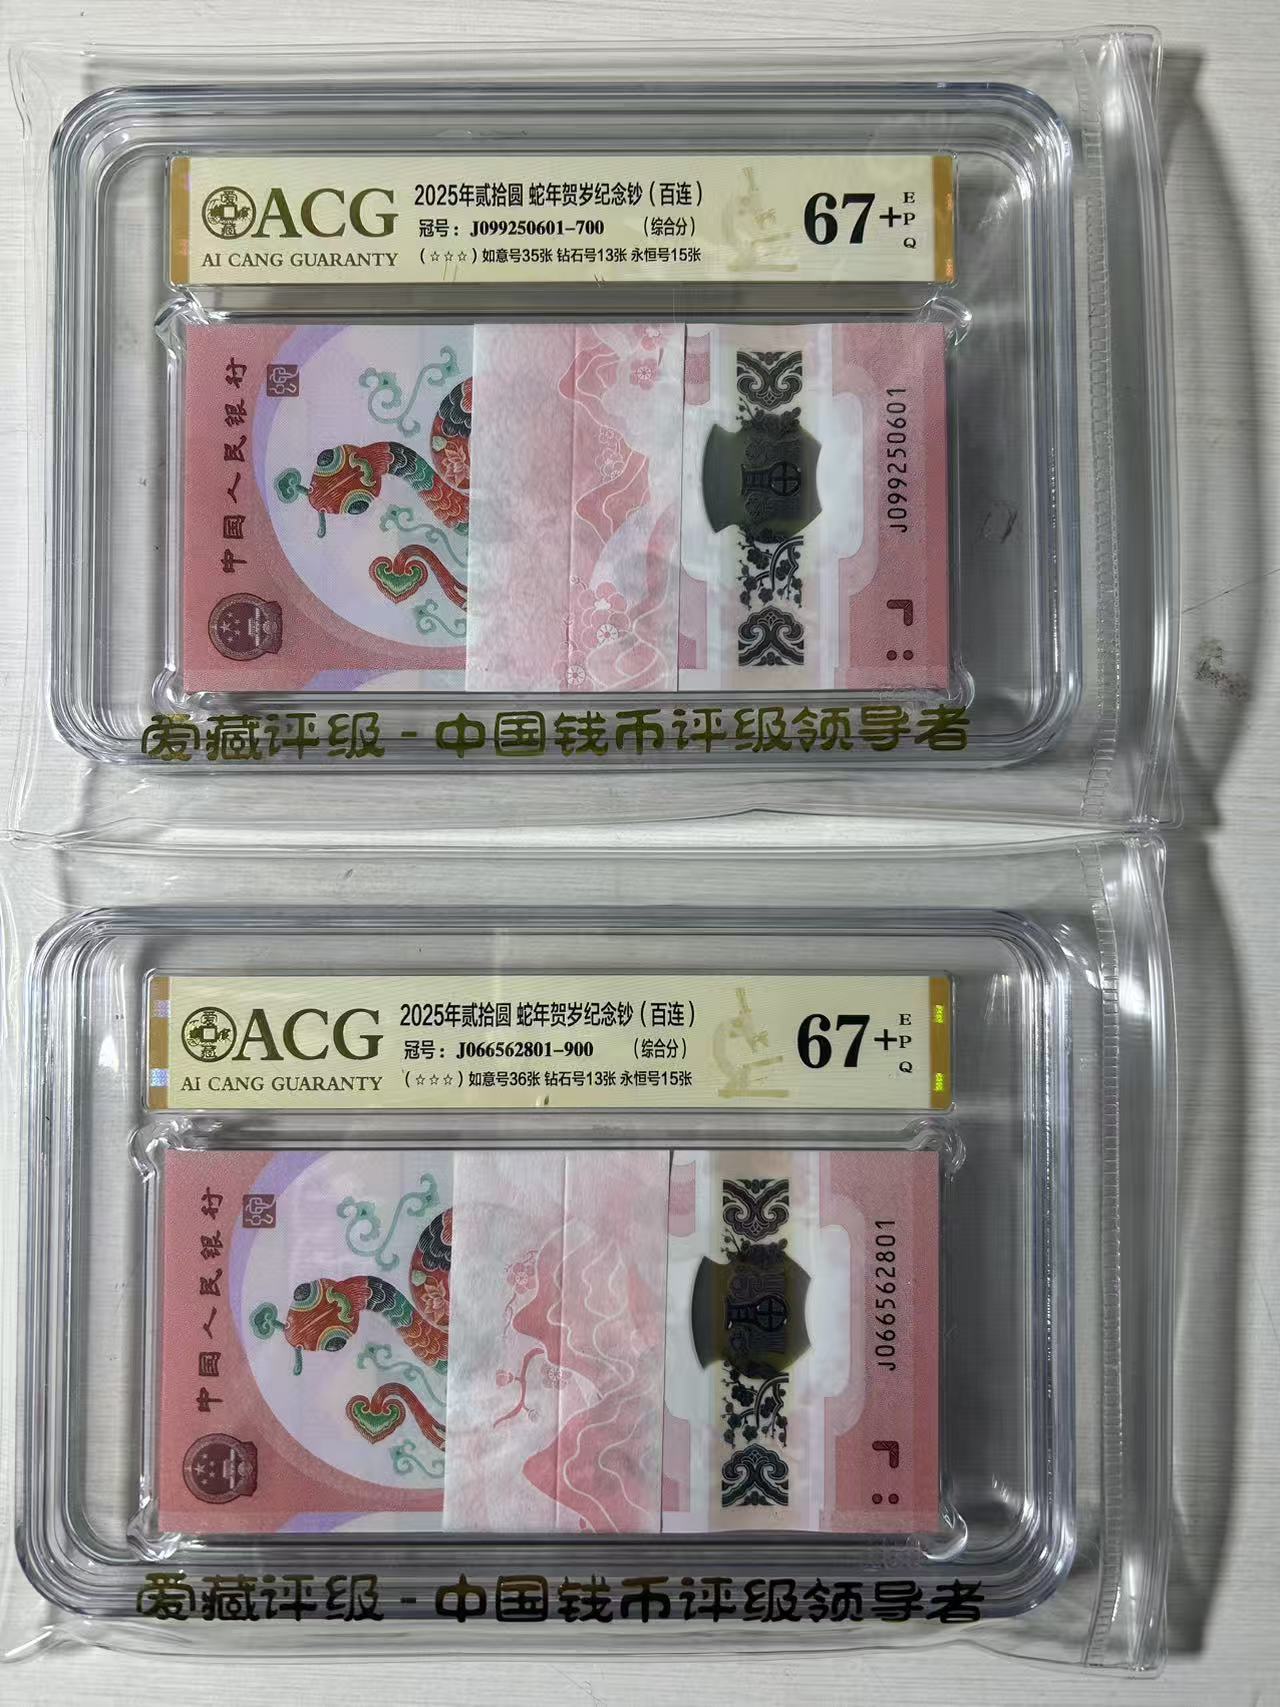 ACG
AI CANG GUARANTY
2025年贰拾圆 蛇年贺岁纪念钞（百连）
冠号：J099250601-700 （综合分）
（☆☆☆）如意号35张 钻石号13张 永恒号15张
67+
EPQ
中国人民银行
J099250601
爱藏评级-中国钱币评级领导者
ACG
AI CANG GUARANTY
2025年贰拾圆 蛇年贺岁纪念钞（百连）
冠号：J066562801-900 （综合分）
（☆☆☆）如意号36张 钻石号13张 永恒号15张
67+
EPQ
中国人民银行
J066562801
爱藏评级-中国钱币评级领导者